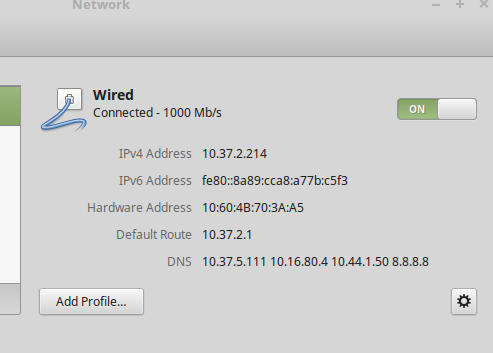 Network
Wired
Connected - 1000 Mb/s
ON
IPv4 Address 10.37.2.214
IPv6 Address fe80::8a89:cca8:a77b:c5f3
Hardware Address 10:60:4B:70:3A:A5
Default Route 10.37.2.1
DNS 10.37.5.111 10.16.80.4 10.44.1.50 8.8.8.8
Add Profile...